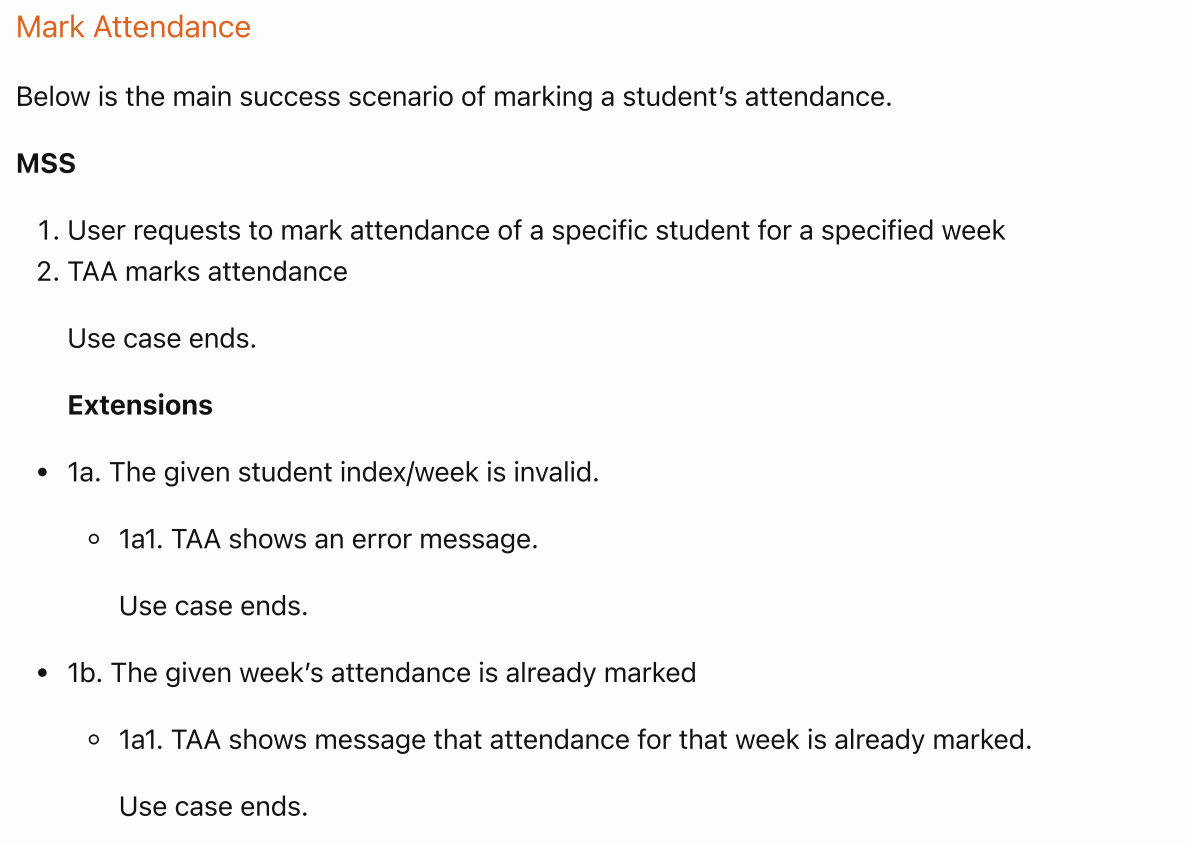 Mark Attendance
Below is the main success scenario of marking a student’s attendance.
MSS
1. User requests to mark attendance of a specific student for a specified week
2. TAA marks attendance
Use case ends.
Extensions
• 1a. The given student index/week is invalid.
◦ 1a1. TAA shows an error message.
Use case ends.
• 1b. The given week’s attendance is already marked
◦ 1a1. TAA shows message that attendance for that week is already marked.
Use case ends.